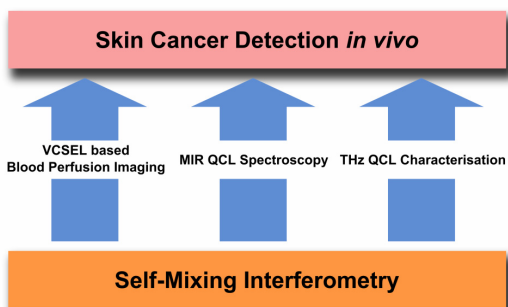 Skin Cancer Detection in vivo
VCSEL based
Blood Perfusion Imaging
MIR QCL Spectroscopy
THz QCL Characterisation
Self-Mixing Interferometry